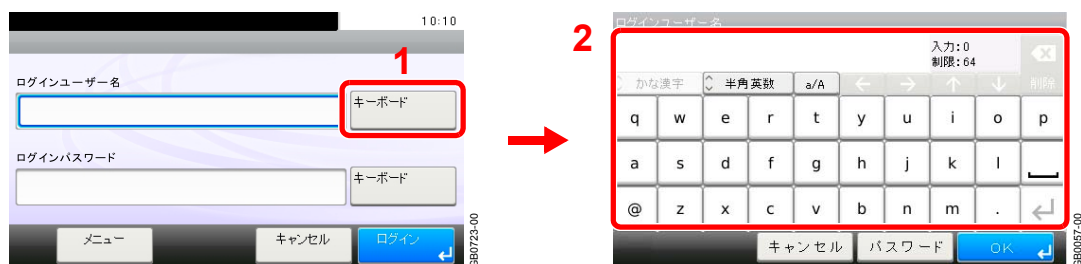 10:10
1
ログインユーザー名
キーボード
ログインパスワード
キーボード
メニュー
キャンセル
ログイン
GB0723-00
2
ログインユーザー名
入力:0
制限:64
かな漢字
半角英数
a/A
←
→
↑
↓
削除
q w e r t y u i o p
a s d f g h j k l
@ z x c v b n m .
キャンセル
パスワード
OK
GB0057-00